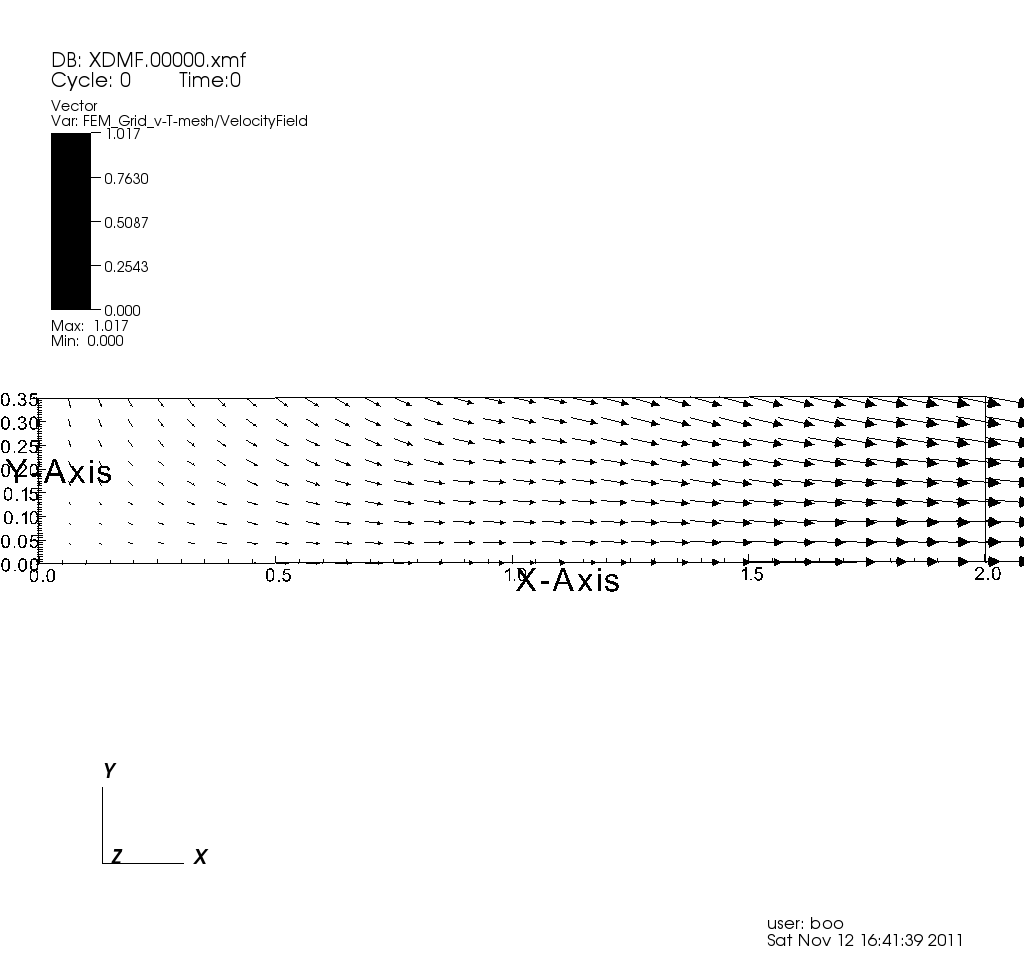 DB: XDMF.00000.xmf
Cycle: 0 Time:0
Vector
Var: FEM_Grid_v-T-mesh/VelocityField
1.017
0.7630
0.5087
0.2543
0.000
Max: 1.017
Min: 0.000
0.35
0.30
0.25
0.20
Y-Axis
0.15
0.10
0.05
0.00
0.0 0.5 1.0 1.5 2.0
X-Axis
Y
Z X
user: boo
Sat Nov 12 16:41:39 2011